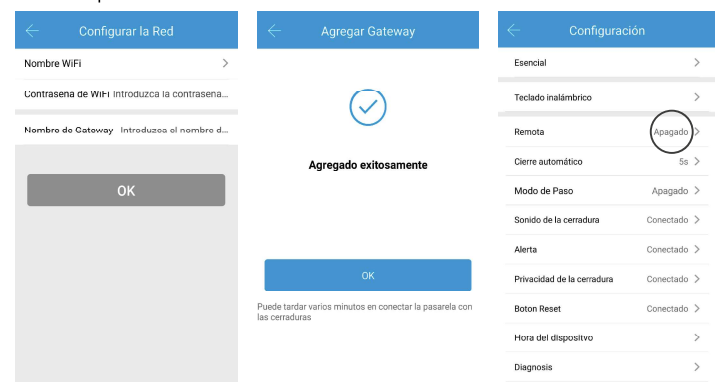 Configurar la Red
Nombre WiFi
Contrasena de WiFi Introduzca la contrasena...
Nombre de Gateway Introduzca el nombre d...
OK
Agregar Gateway
Agregado exitosamente
OK
Puede tardar varios minutos en conectar la pasarela con
las cerraduras
Configuración
Esencial
Teclado inalámbrico
Remota Apagado
Cierre automático 5s
Modo de Paso Apagado
Sonido de la cerradura Conectado
Alerta Conectado
Privacidad de la cerradura Conectado
Boton Reset Conectado
Hora del dispositvo
Diagnosis